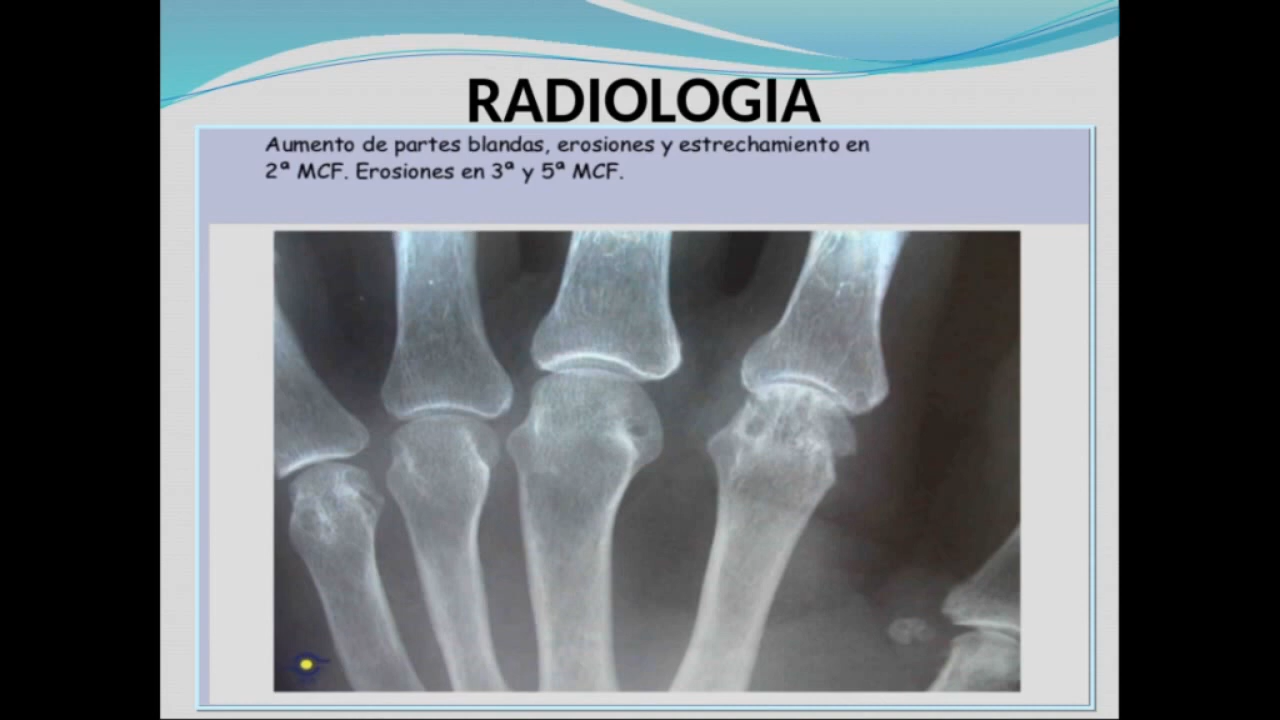 RADIOLOGIA
Aumento de partes blandas, erosiones y estrechamiento en
2ª MCF. Erosiones en 3ª y 5ª MCF.